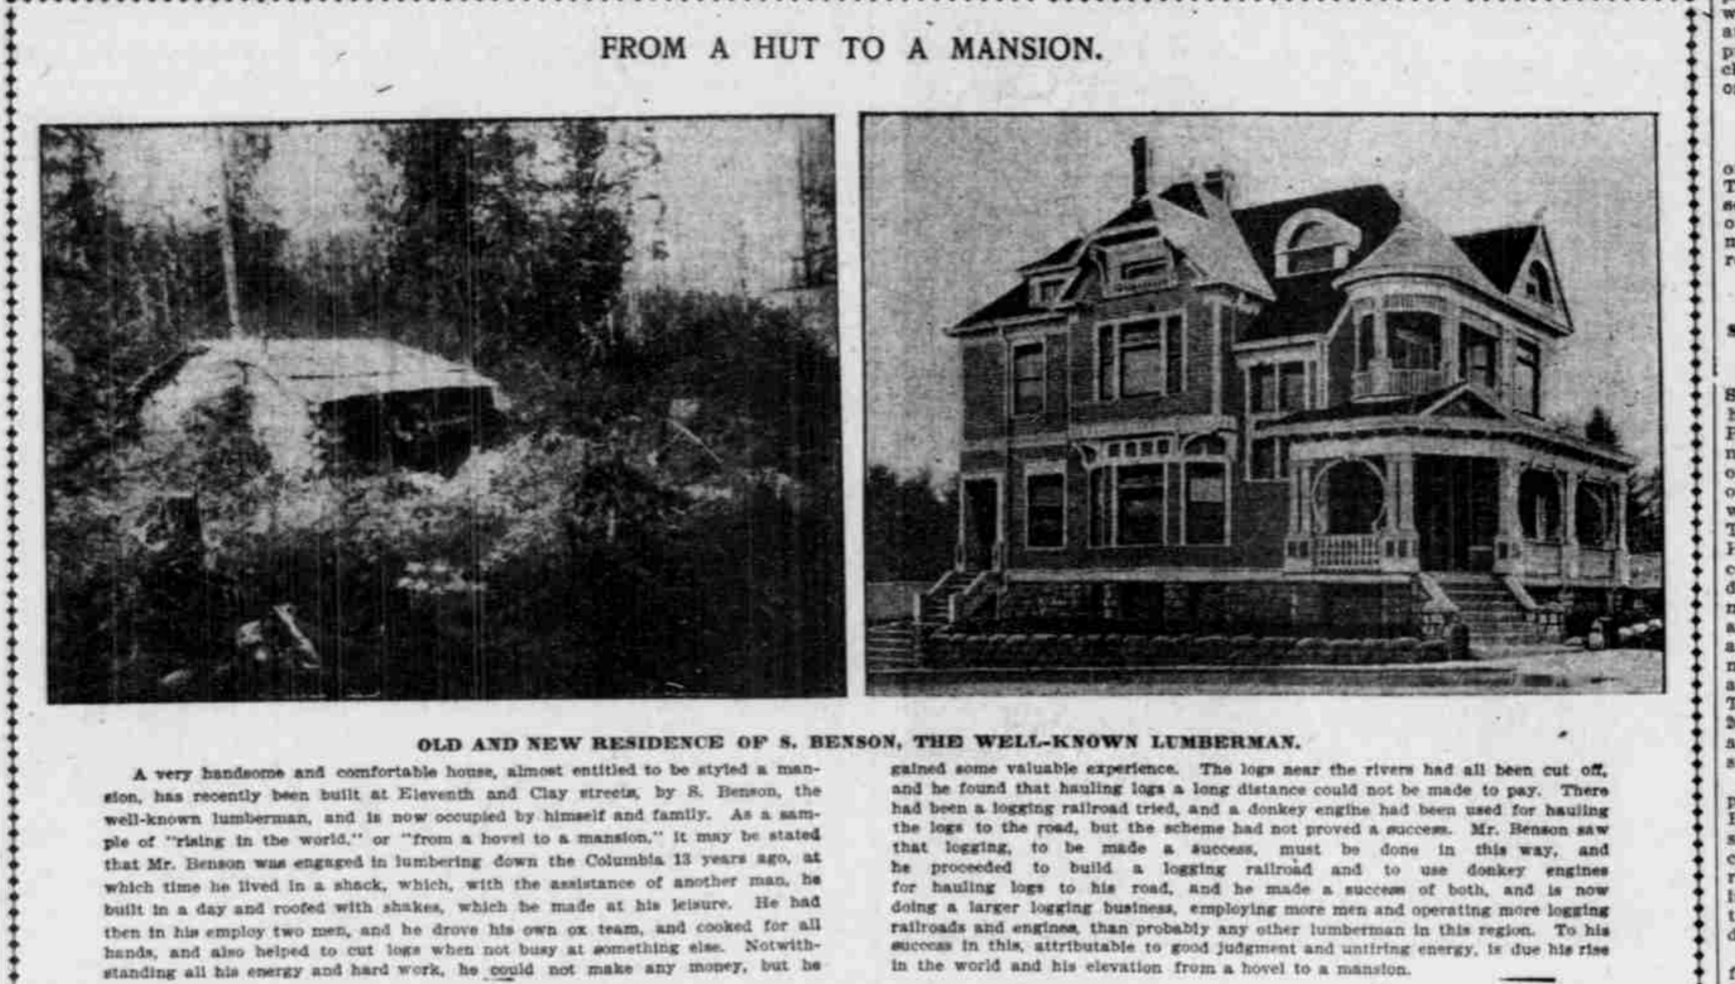 FROM A HUT TO A MANSION.
OLD AND NEW RESIDENCE OF S. BENSON, THE WELL-KNOWN LUMBERMAN.
A very handsome and comfortable house, almost entitled to be styled a man-
sion, has recently been built at Eleventh and Clay streets, by S. Benson, the
well-known lumberman, and is now occupied by himself and family. As a sam-
ple of "rising in the world," or "from a hovel to a mansion," it may be stated
that Mr. Benson was engaged in lumbering down the Columbia 13 years ago, at
which time he lived in a shack, which, with the assistance of another man, he
built in a day and roofed with shakes, which he made at his leisure. He had
then in his employ two men, and he drove his own ox team, and cooked for all
hands, and also helped to cut logs when not busy at something else. Notwith-
standing all his energy and hard work, he could not make any money, but he
gained some valuable experience. The logs near the rivers had all been cut off,
and he found that hauling logs a long distance could not be made to pay. There
had been a logging railroad tried, and a donkey engine had been used for hauling
the logs to the road, but the scheme had not proved a success. Mr. Benson saw
that logging, to be made a success, must be done in this way, and
he proceeded to build a logging railroad and to use donkey engines
for hauling logs to his road, and he made a success of both, and is now
doing a larger logging business, employing more men and operating more logging
railroads and engines, than probably any other lumberman in this region. To his
success in this, attributable to good judgment and untiring energy, is due his rise
in the world and his elevation from a hovel to a mansion.